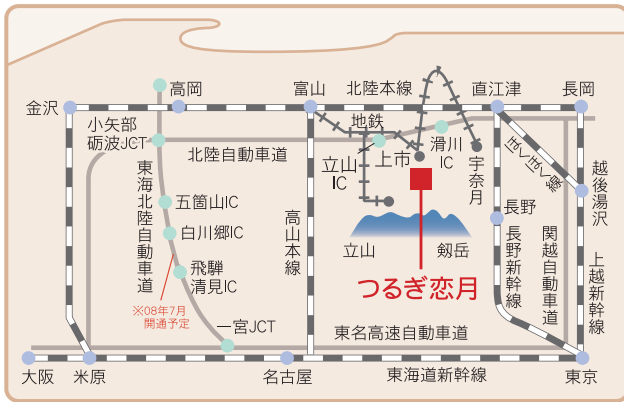 金沢
高岡
富山
北陸本線
直江津
長岡
小矢部
砺波JCT
北陸自動車道
地鉄
立山
IC
上市
滑川
IC
宇奈月
ほくほく線
越後湯沢
東海北陸自動車道
五箇山IC
白川郷IC
飛騨
清見IC
※08年7月
開通予定
一宮JCT
高山本線
立山
剱岳
つるぎ恋月
長野
長野新幹線
関越自動車道
上越新幹線
東名高速自動車道
大阪
米原
名古屋
東海道新幹線
東京